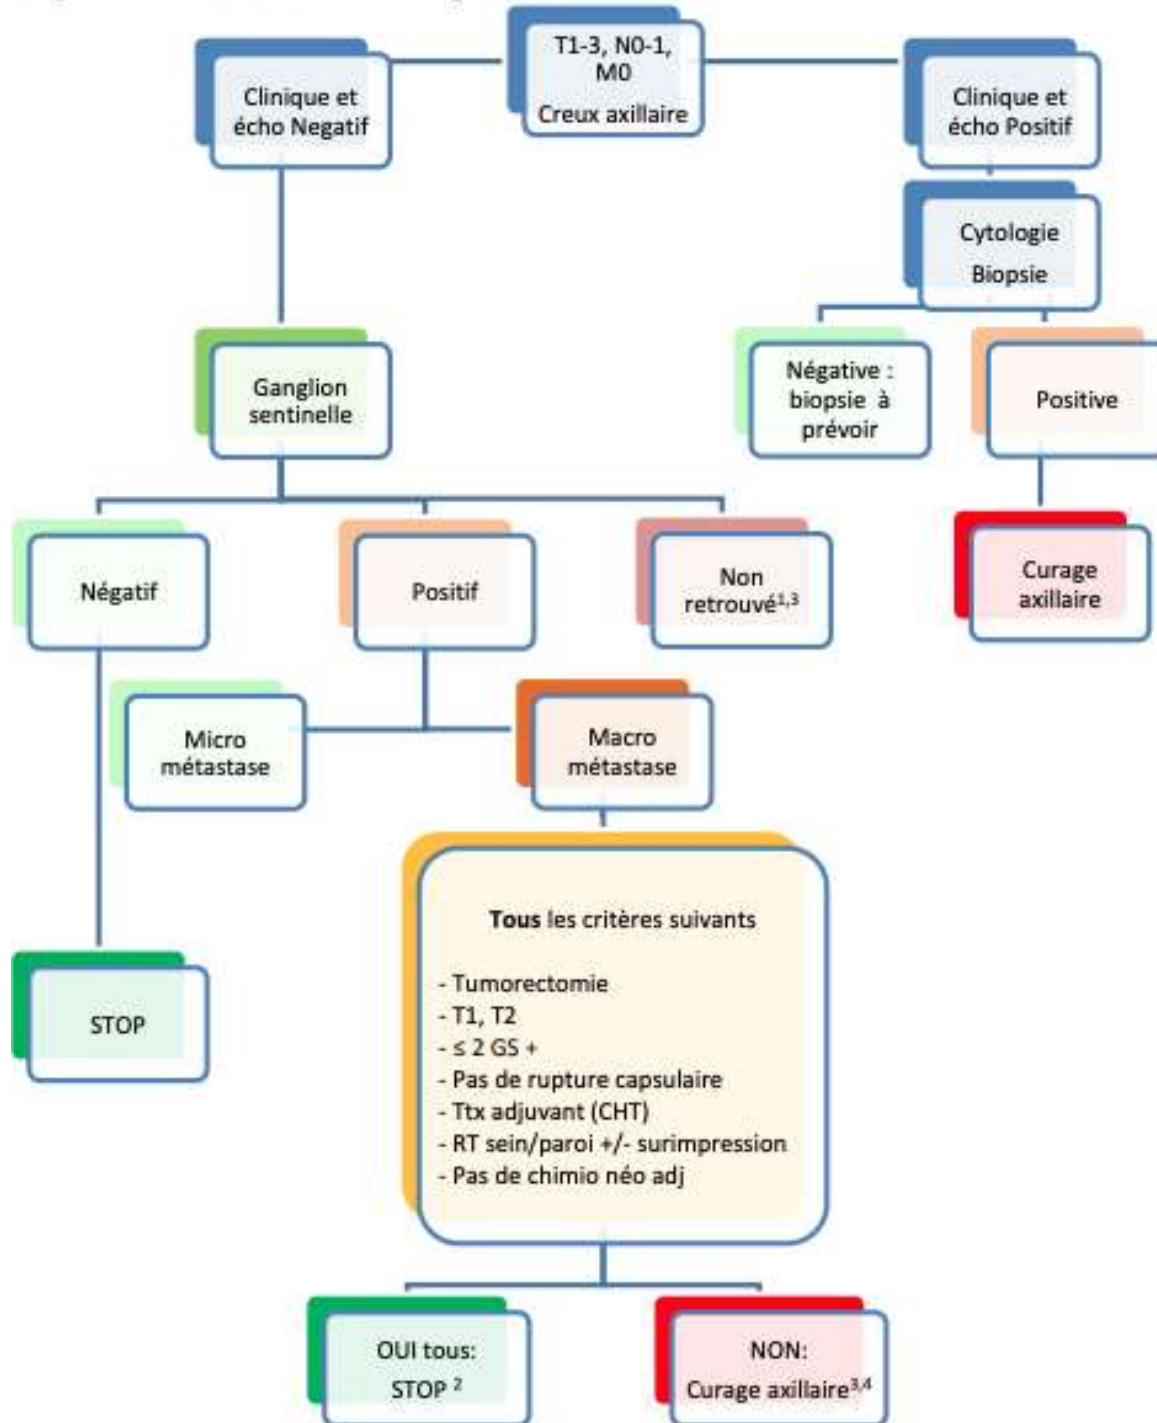 T1-3, N0-1,
M0
Creux axillaire
Clinique et
écho Negatif
Clinique et
écho Positif
Cytologie
Biopsie
Ganglion
sentinelle
Négative :
biopsie à
prévoir
Positive
Négatif
Positif
Non
retrouvé¹,³
Curage
axillaire
Micro
métastase
Macro
métastase
Tous les critères suivants
- Tumorectomie
- T1, T2
- ≤ 2 GS +
- Pas de rupture capsulaire
- Ttx adjuvant (CHT)
- RT sein/paroi +/- surimpression
- Pas de chimio néo adj
STOP
OUI tous:
STOP ²
NON:
Curage axillaire³,⁴